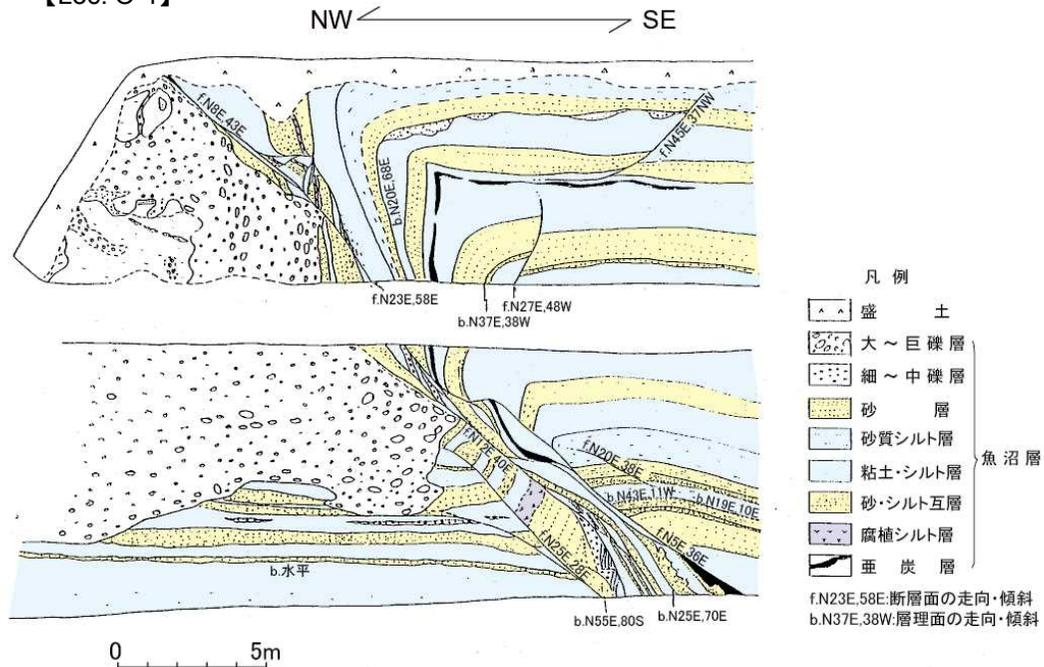 【Loc. C-1】
NW SE
f.N8E,43E
b.N20E,68E
f.N45E,37NW
f.N23E,58E
f.N27E,48W
b.N37E,38W
f.N12E,40E
f.N20E,38E
b.N43E,11W
b.N19E,10E
f.N5E,36E
f.N25E,28E
b.水平
b.N55E,80S
b.N25E,70E
0 5m
凡 例
盛 土
大～巨礫層
細～中礫層
砂 層
砂質シルト層
粘土・シルト層
砂・シルト互層
腐植シルト層
亜 炭 層
魚沼層
f.N23E,58E:断層面の走向・傾斜
b.N37E,38W:層理面の走向・傾斜